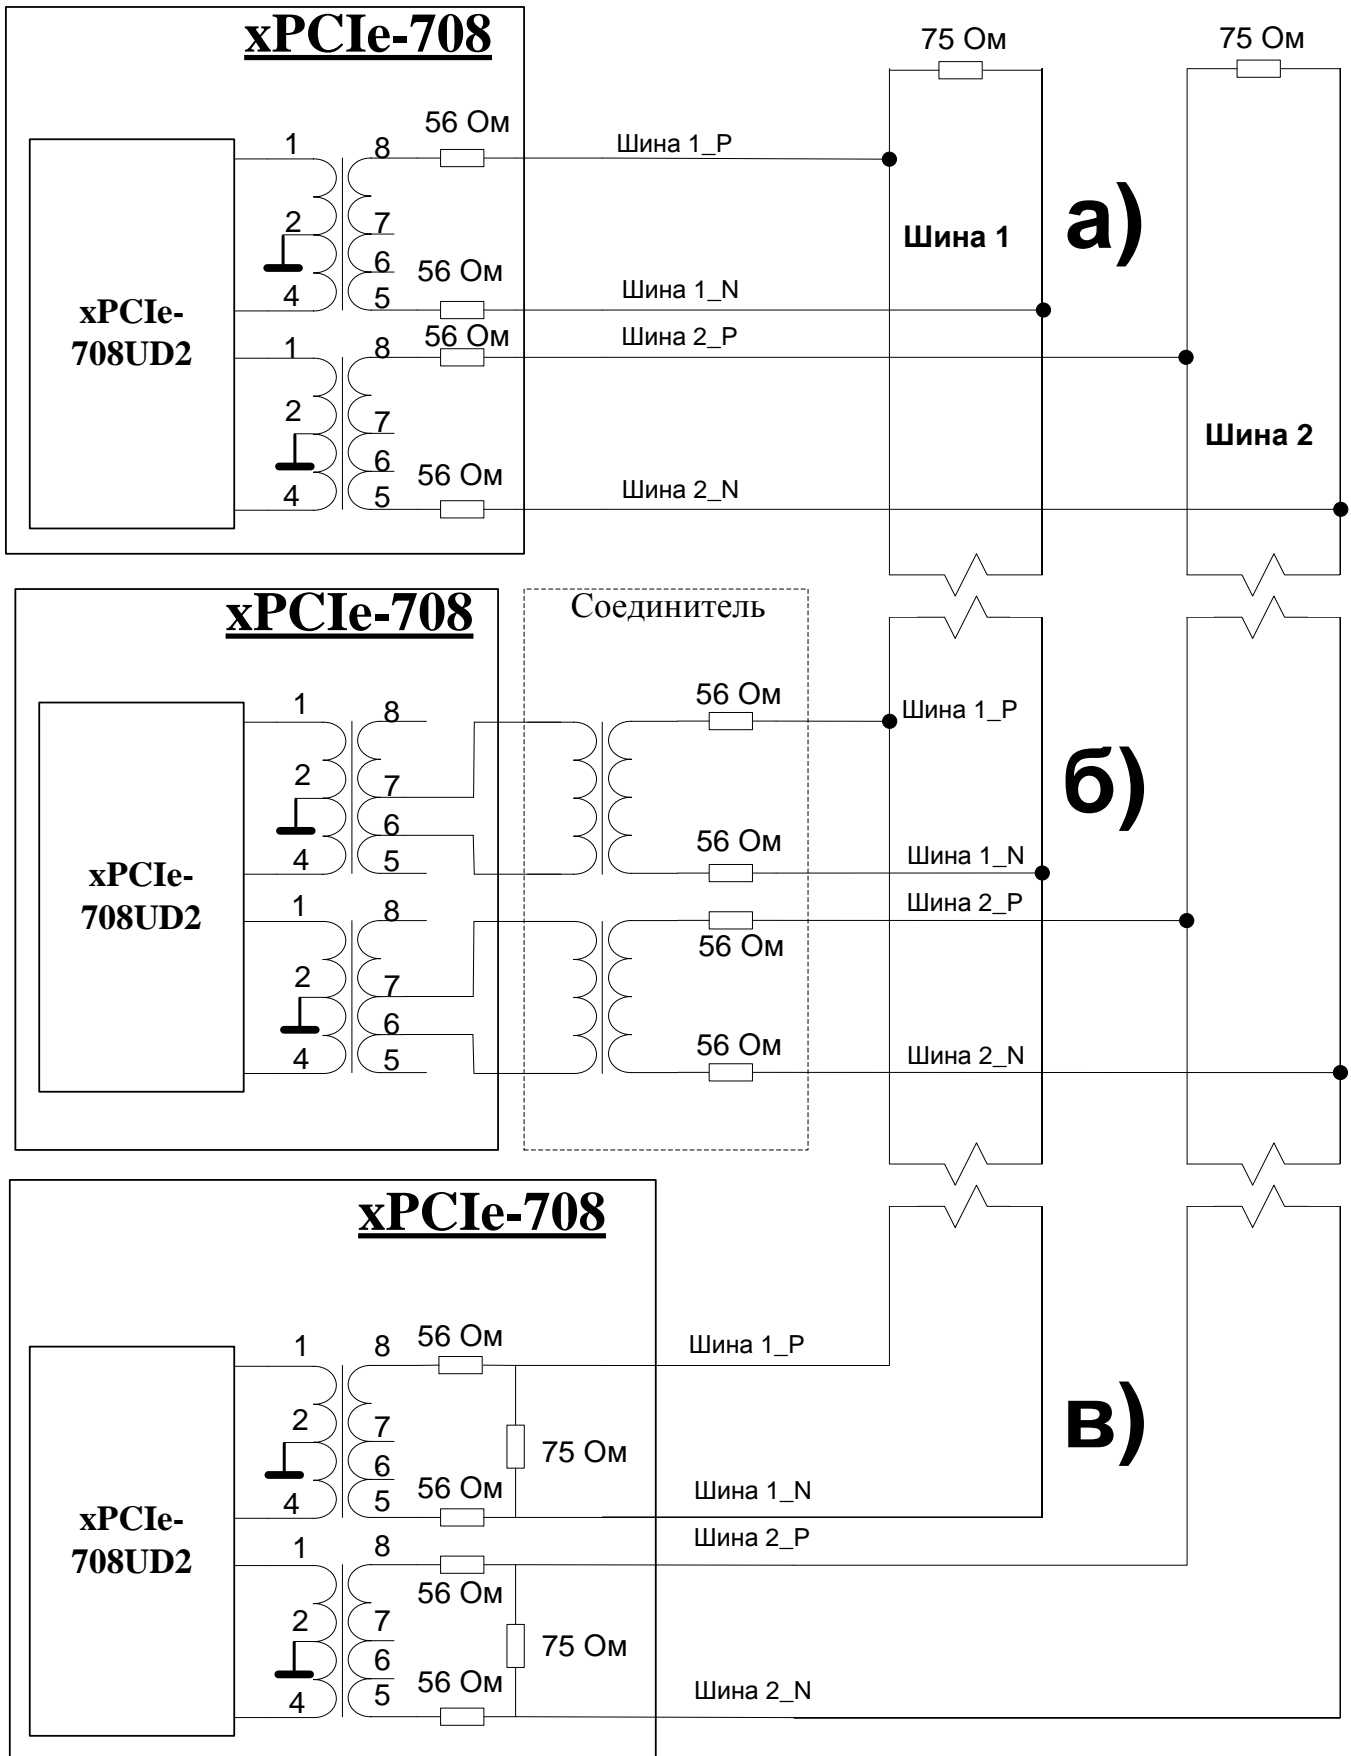 xPCIe-708
75 Ом
75 Ом
56 Ом
1
8
Шина 1_P
2
7
Шина 1
а)
6
56 Ом
4
5
Шина 1_N
xPCIe-
708UD2
1
8
56 Ом
Шина 2_P
2
7
Шина 2
6
56 Ом
4
5
Шина 2_N
xPCIe-708
Соединитель
1
8
56 Ом
Шина 1_P
2
7
б)
6
56 Ом
4
5
Шина 1_N
xPCIe-
708UD2
1
8
Шина 2_P
56 Ом
2
7
6
56 Ом
4
5
Шина 2_N
xPCIe-708
1
8
56 Ом
Шина 1_P
2
7
в)
75 Ом
6
56 Ом
4
5
Шина 1_N
xPCIe-
708UD2
1
8
Шина 2_P
56 Ом
2
7
75 Ом
6
56 Ом
4
5
Шина 2_N